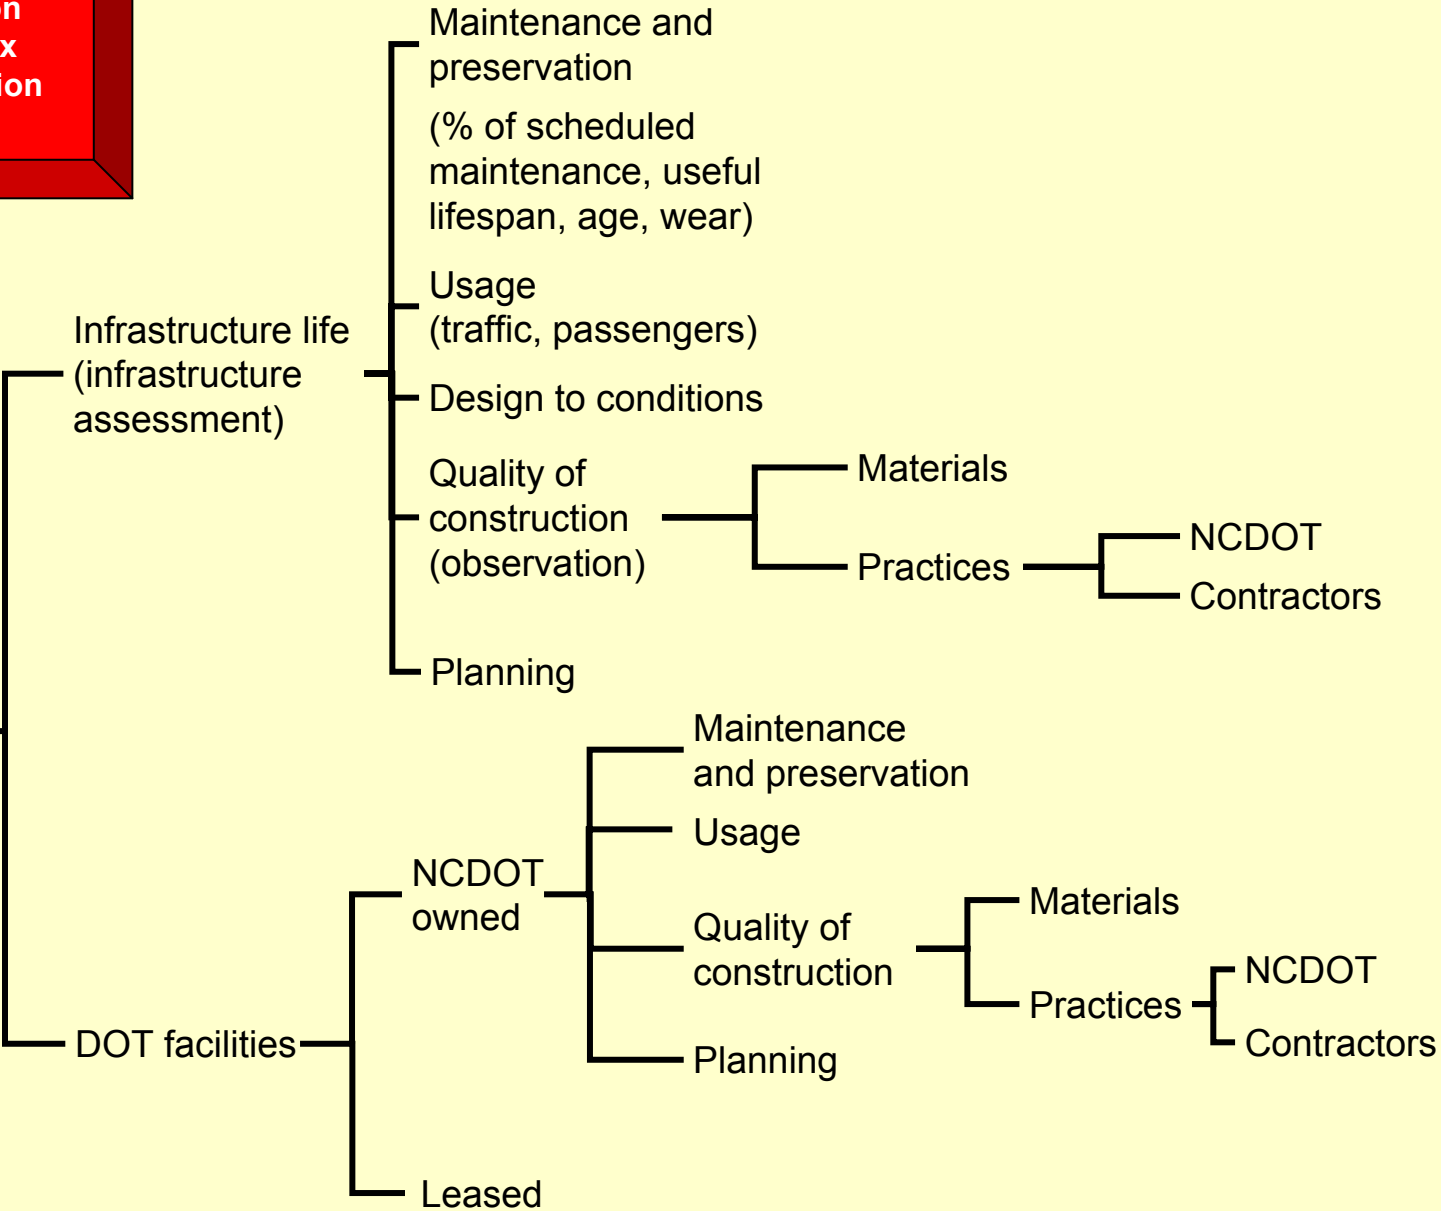 Maintenance and
preservation
(% of scheduled
maintenance, useful
lifespan, age, wear)
Usage
(traffic, passengers)
Infrastructure life
(infrastructure
assessment)
Design to conditions
Quality of
construction
(observation)
Materials
Practices
NCDOT
Contractors
Planning
Maintenance
and preservation
Usage
NCDOT
owned
Quality of
construction
Materials
Practices
NCDOT
Contractors
Planning
DOT facilities
Leased